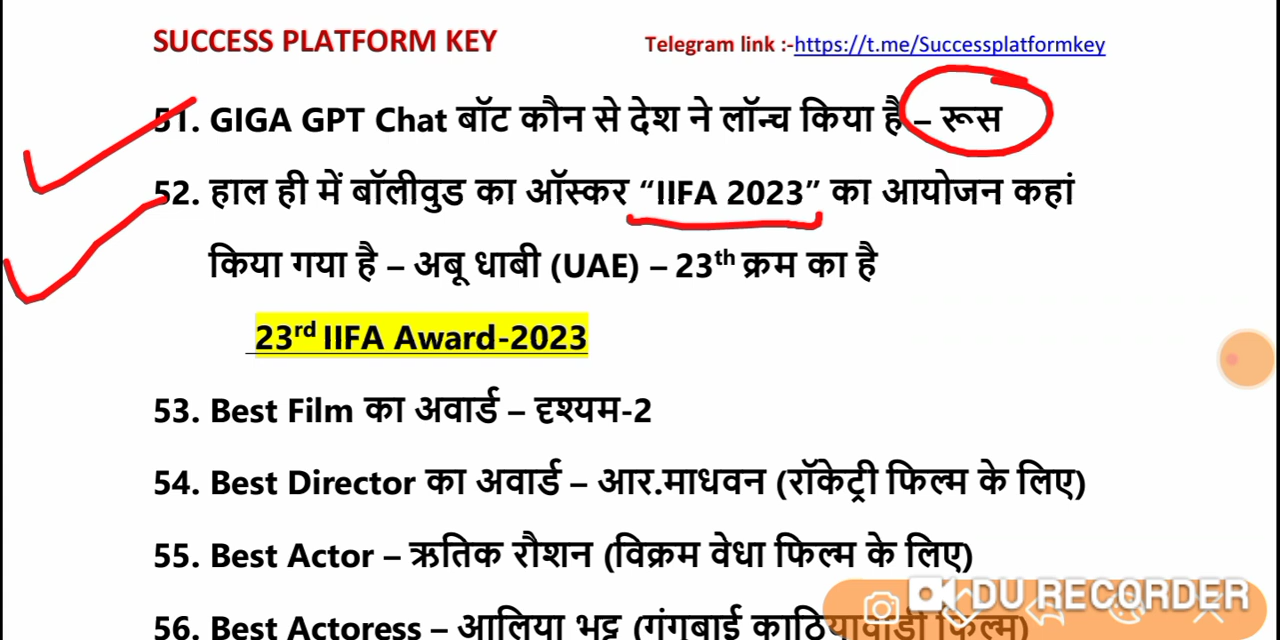 SUCCESS PLATFORM KEY Telegram link :-https://t.me/Successplatformkey
51. GIGA GPT Chat बॉट कौन से देश ने लॉन्च किया है – रूस
52. हाल ही में बॉलीवुड का ऑस्कर “IIFA 2023” का आयोजन कहां
किया गया है – अबू धाबी (UAE) – 23th क्रम का है
23rd IIFA Award-2023
53. Best Film का अवार्ड – दृश्यम-2
54. Best Director का अवार्ड – आर.माधवन (रॉकेट्री फिल्म के लिए)
55. Best Actor – ऋतिक रौशन (विक्रम वेधा फिल्म के लिए)
DU RECORDER
56. Best Actoress – आलिया भट्ट (गंगूबाई काठियावाडी फिल्म)